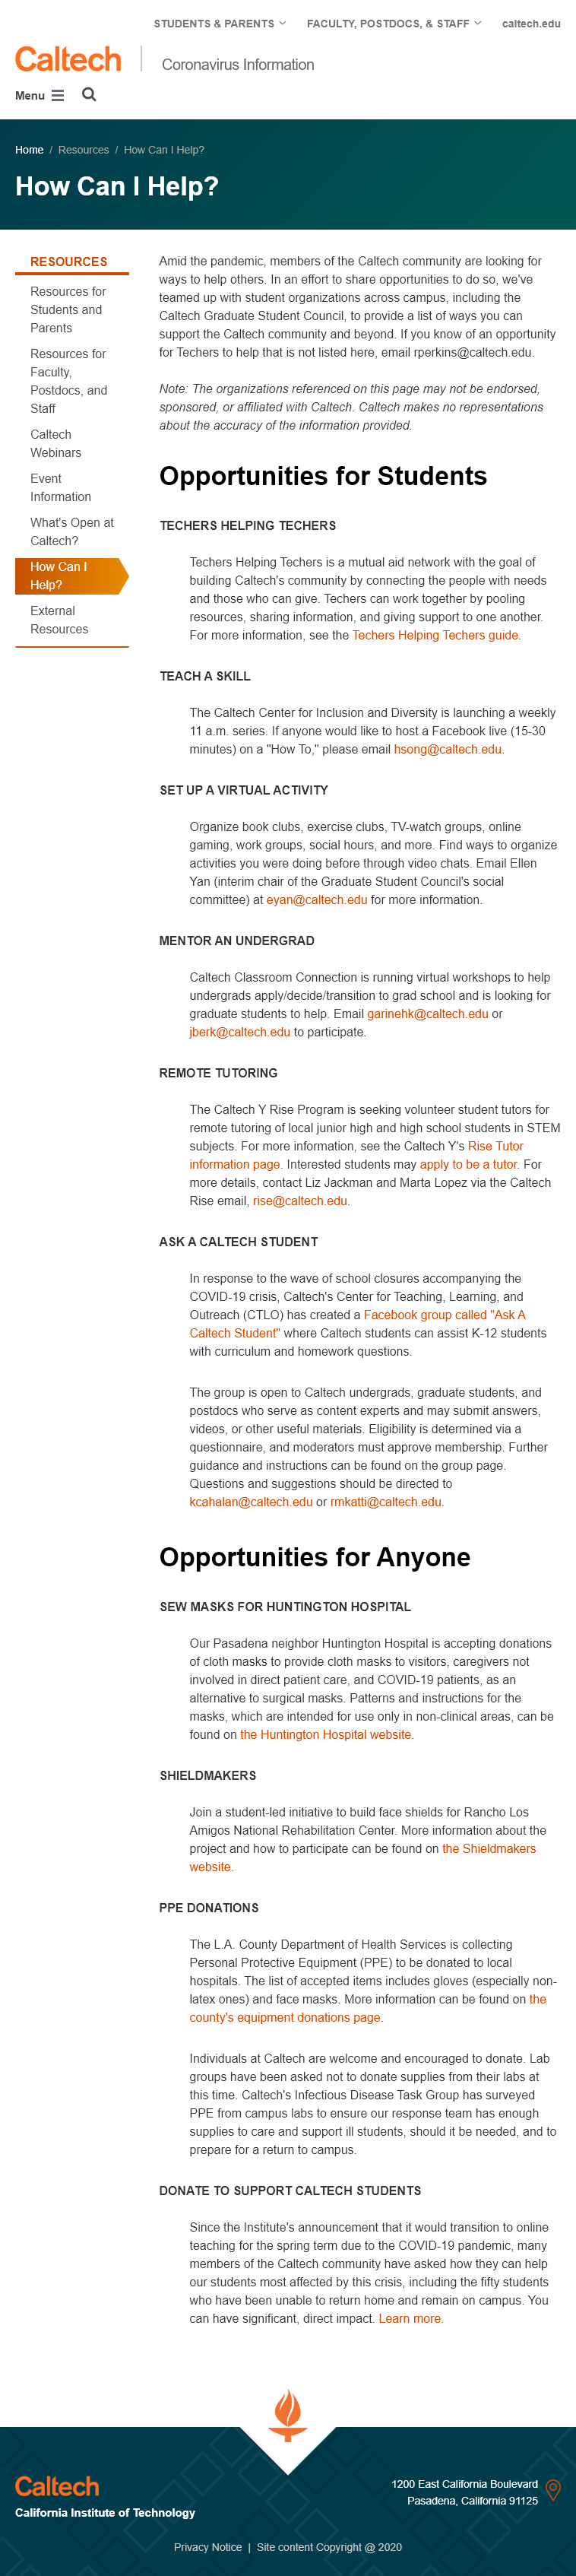 STUDENTS & PARENTS
FACULTY, POSTDOCS, & STAFF
caltech.edu
Caltech
Coronavirus Information
Menu
Home / Resources / How Can I Help?
How Can I Help?
RESOURCES
Resources for
Students and
Parents
Resources for
Faculty,
Postdocs, and
Staff
Caltech
Webinars
Event
Information
What's Open at
Caltech?
How Can I
Help?
External
Resources
Amid the pandemic, members of the Caltech community are looking for
ways to help others. In an effort to share opportunities to do so, we've
teamed up with student organizations across campus, including the
Caltech Graduate Student Council, to provide a list of ways you can
support the Caltech community and beyond. If you know of an opportunity
for Techers to help that is not listed here, email rperkins@caltech.edu.
Note: The organizations referenced on this page may not be endorsed,
sponsored, or affiliated with Caltech. Caltech makes no representations
about the accuracy of the information provided.
Opportunities for Students
TECHERS HELPING TECHERS
Techers Helping Techers is a mutual aid network with the goal of
building Caltech's community by connecting the people with needs
and those who can give. Techers can work together by pooling
resources, sharing information, and giving support to one another.
For more information, see the Techers Helping Techers guide.
TEACH A SKILL
The Caltech Center for Inclusion and Diversity is launching a weekly
11 a.m. series. If anyone would like to host a Facebook live (15-30
minutes) on a "How To," please email hsong@caltech.edu.
SET UP A VIRTUAL ACTIVITY
Organize book clubs, exercise clubs, TV-watch groups, online
gaming, work groups, social hours, and more. Find ways to organize
activities you were doing before through video chats. Email Ellen
Yan (interim chair of the Graduate Student Council's social
committee) at eyan@caltech.edu for more information.
MENTOR AN UNDERGRAD
Caltech Classroom Connection is running virtual workshops to help
undergrads apply/decide/transition to grad school and is looking for
graduate students to help. Email garinehk@caltech.edu or
jberk@caltech.edu to participate.
REMOTE TUTORING
The Caltech Y Rise Program is seeking volunteer student tutors for
remote tutoring of local junior high and high school students in STEM
subjects. For more information, see the Caltech Y's Rise Tutor
information page. Interested students may apply to be a tutor. For
more details, contact Liz Jackman and Marta Lopez via the Caltech
Rise email, rise@caltech.edu.
ASK A CALTECH STUDENT
In response to the wave of school closures accompanying the
COVID-19 crisis, Caltech's Center for Teaching, Learning, and
Outreach (CTLO) has created a Facebook group called "Ask A
Caltech Student" where Caltech students can assist K-12 students
with curriculum and homework questions.
The group is open to Caltech undergrads, graduate students, and
postdocs who serve as content experts and may submit answers,
videos, or other useful materials. Eligibility is determined via a
questionnaire, and moderators must approve membership. Further
guidance and instructions can be found on the group page.
Questions and suggestions should be directed to
kcahalan@caltech.edu or rmkatti@caltech.edu.
Opportunities for Anyone
SEW MASKS FOR HUNTINGTON HOSPITAL
Our Pasadena neighbor Huntington Hospital is accepting donations
of cloth masks to provide cloth masks to visitors, caregivers not
involved in direct patient care, and COVID-19 patients, as an
alternative to surgical masks. Patterns and instructions for the
masks, which are intended for use only in non-clinical areas, can be
found on the Huntington Hospital website.
SHIELDMAKERS
Join a student-led initiative to build face shields for Rancho Los
Amigos National Rehabilitation Center. More information about the
project and how to participate can be found on the Shieldmakers
website.
PPE DONATIONS
The L.A. County Department of Health Services is collecting
Personal Protective Equipment (PPE) to be donated to local
hospitals. The list of accepted items includes gloves (especially non-
latex ones) and face masks. More information can be found on the
county's equipment donations page.
Individuals at Caltech are welcome and encouraged to donate. Lab
groups have been asked not to donate supplies from their labs at
this time. Caltech's Infectious Disease Task Group has surveyed
PPE from campus labs to ensure our response team has enough
supplies to care and support ill students, should it be needed, and to
prepare for a return to campus.
DONATE TO SUPPORT CALTECH STUDENTS
Since the Institute's announcement that it would transition to online
teaching for the spring term due to the COVID-19 pandemic, many
members of the Caltech community have asked how they can help
our students most affected by this crisis, including the fifty students
who have been unable to return home and remain on campus. You
can have significant, direct impact. Learn more.
Caltech
California Institute of Technology
1200 East California Boulevard
Pasadena, California 91125
Privacy Notice | Site content Copyright @ 2020